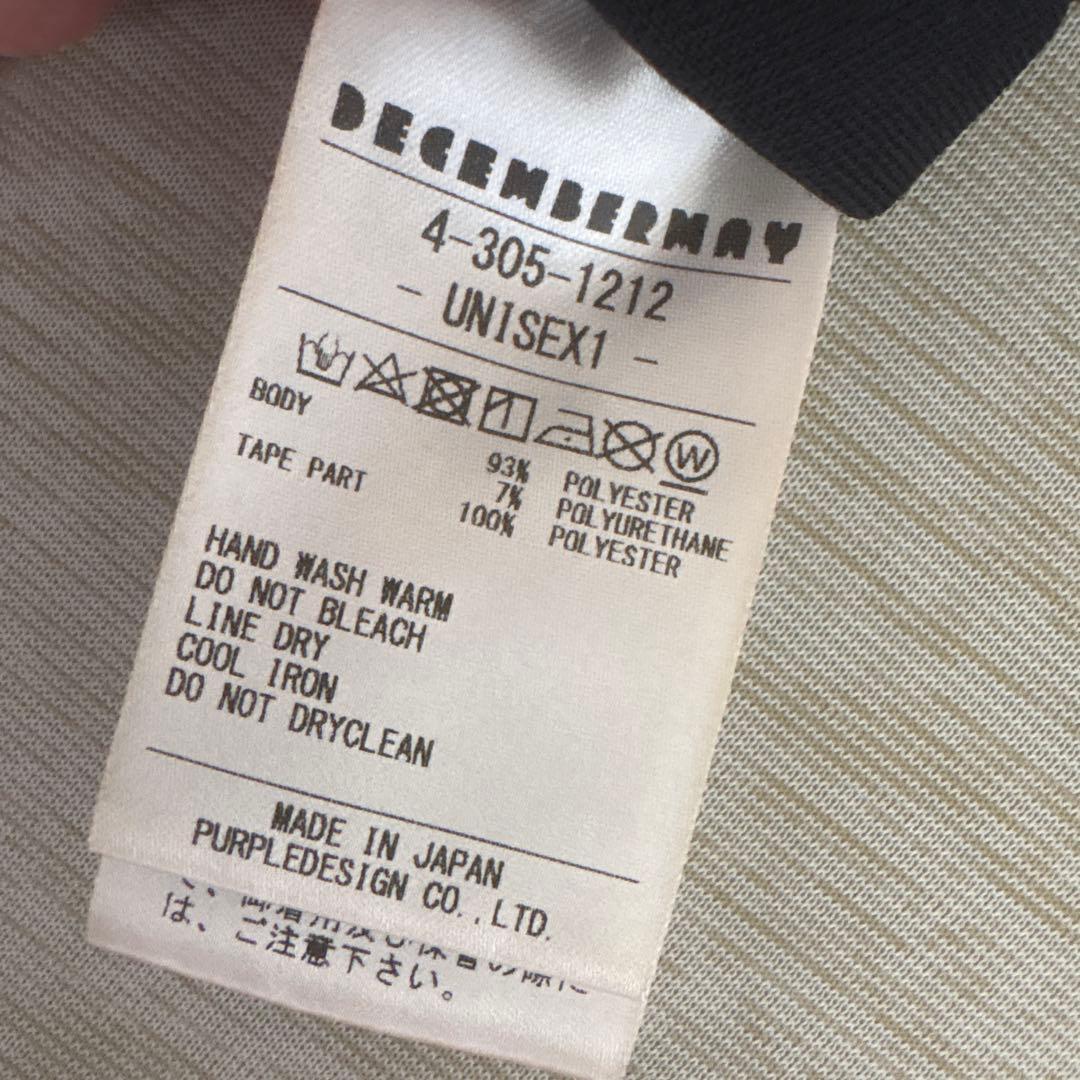 DECEMBERMAY
4-305-1212
- UNISEX1 -
W
BODY 93% POLYESTER
7% POLYURETHANE
TAPE PART 100% POLYESTER
HAND WASH WARM
DO NOT BLEACH
LINE DRY
COOL IRON
DO NOT DRYCLEAN
MADE IN JAPAN
PURPLEDESIGN CO.,LTD.
は、ご注意下さい。